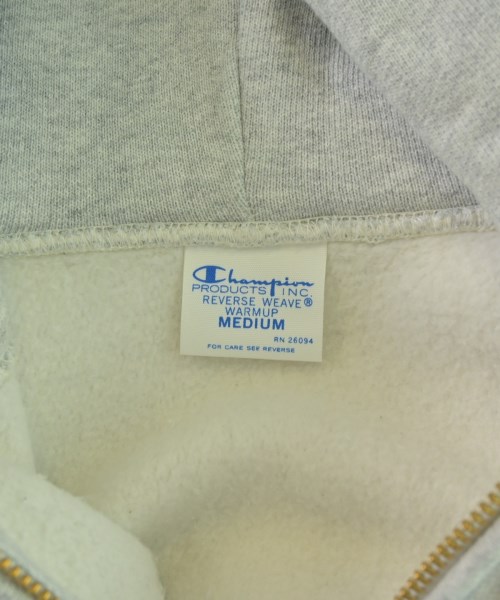 Champion
PRODUCTS INC.
REVERSE WEAVE®
WARMUP
MEDIUM
RN 26094
FOR CARE SEE REVERSE